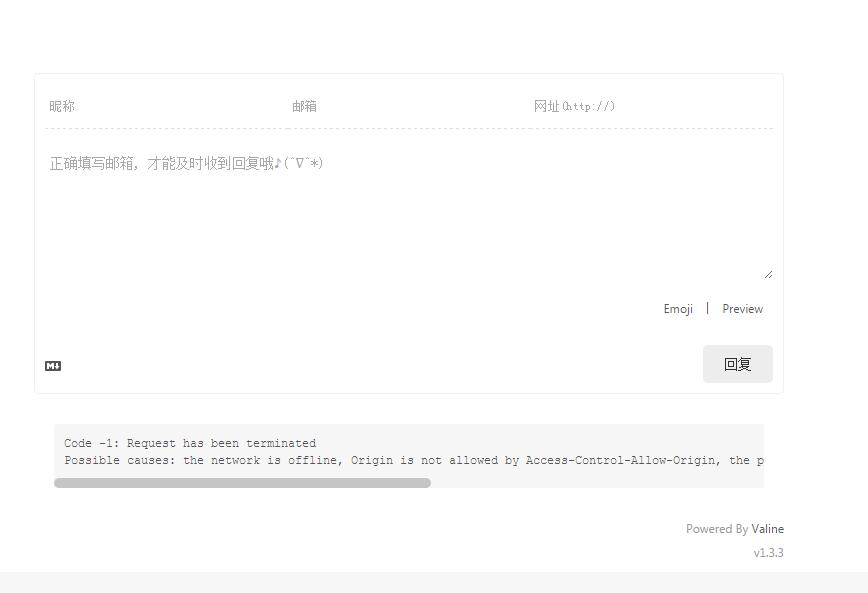 昵称 邮箱 网址(http://)
正确填写邮箱，才能及时收到回复哦♪(^∇^*)
Emoji | Preview
M↓ 回复
Code -1: Request has been terminated
Possible causes: the network is offline, Origin is not allowed by Access-Control-Allow-Origin, the p
Powered By Valine
v1.3.3